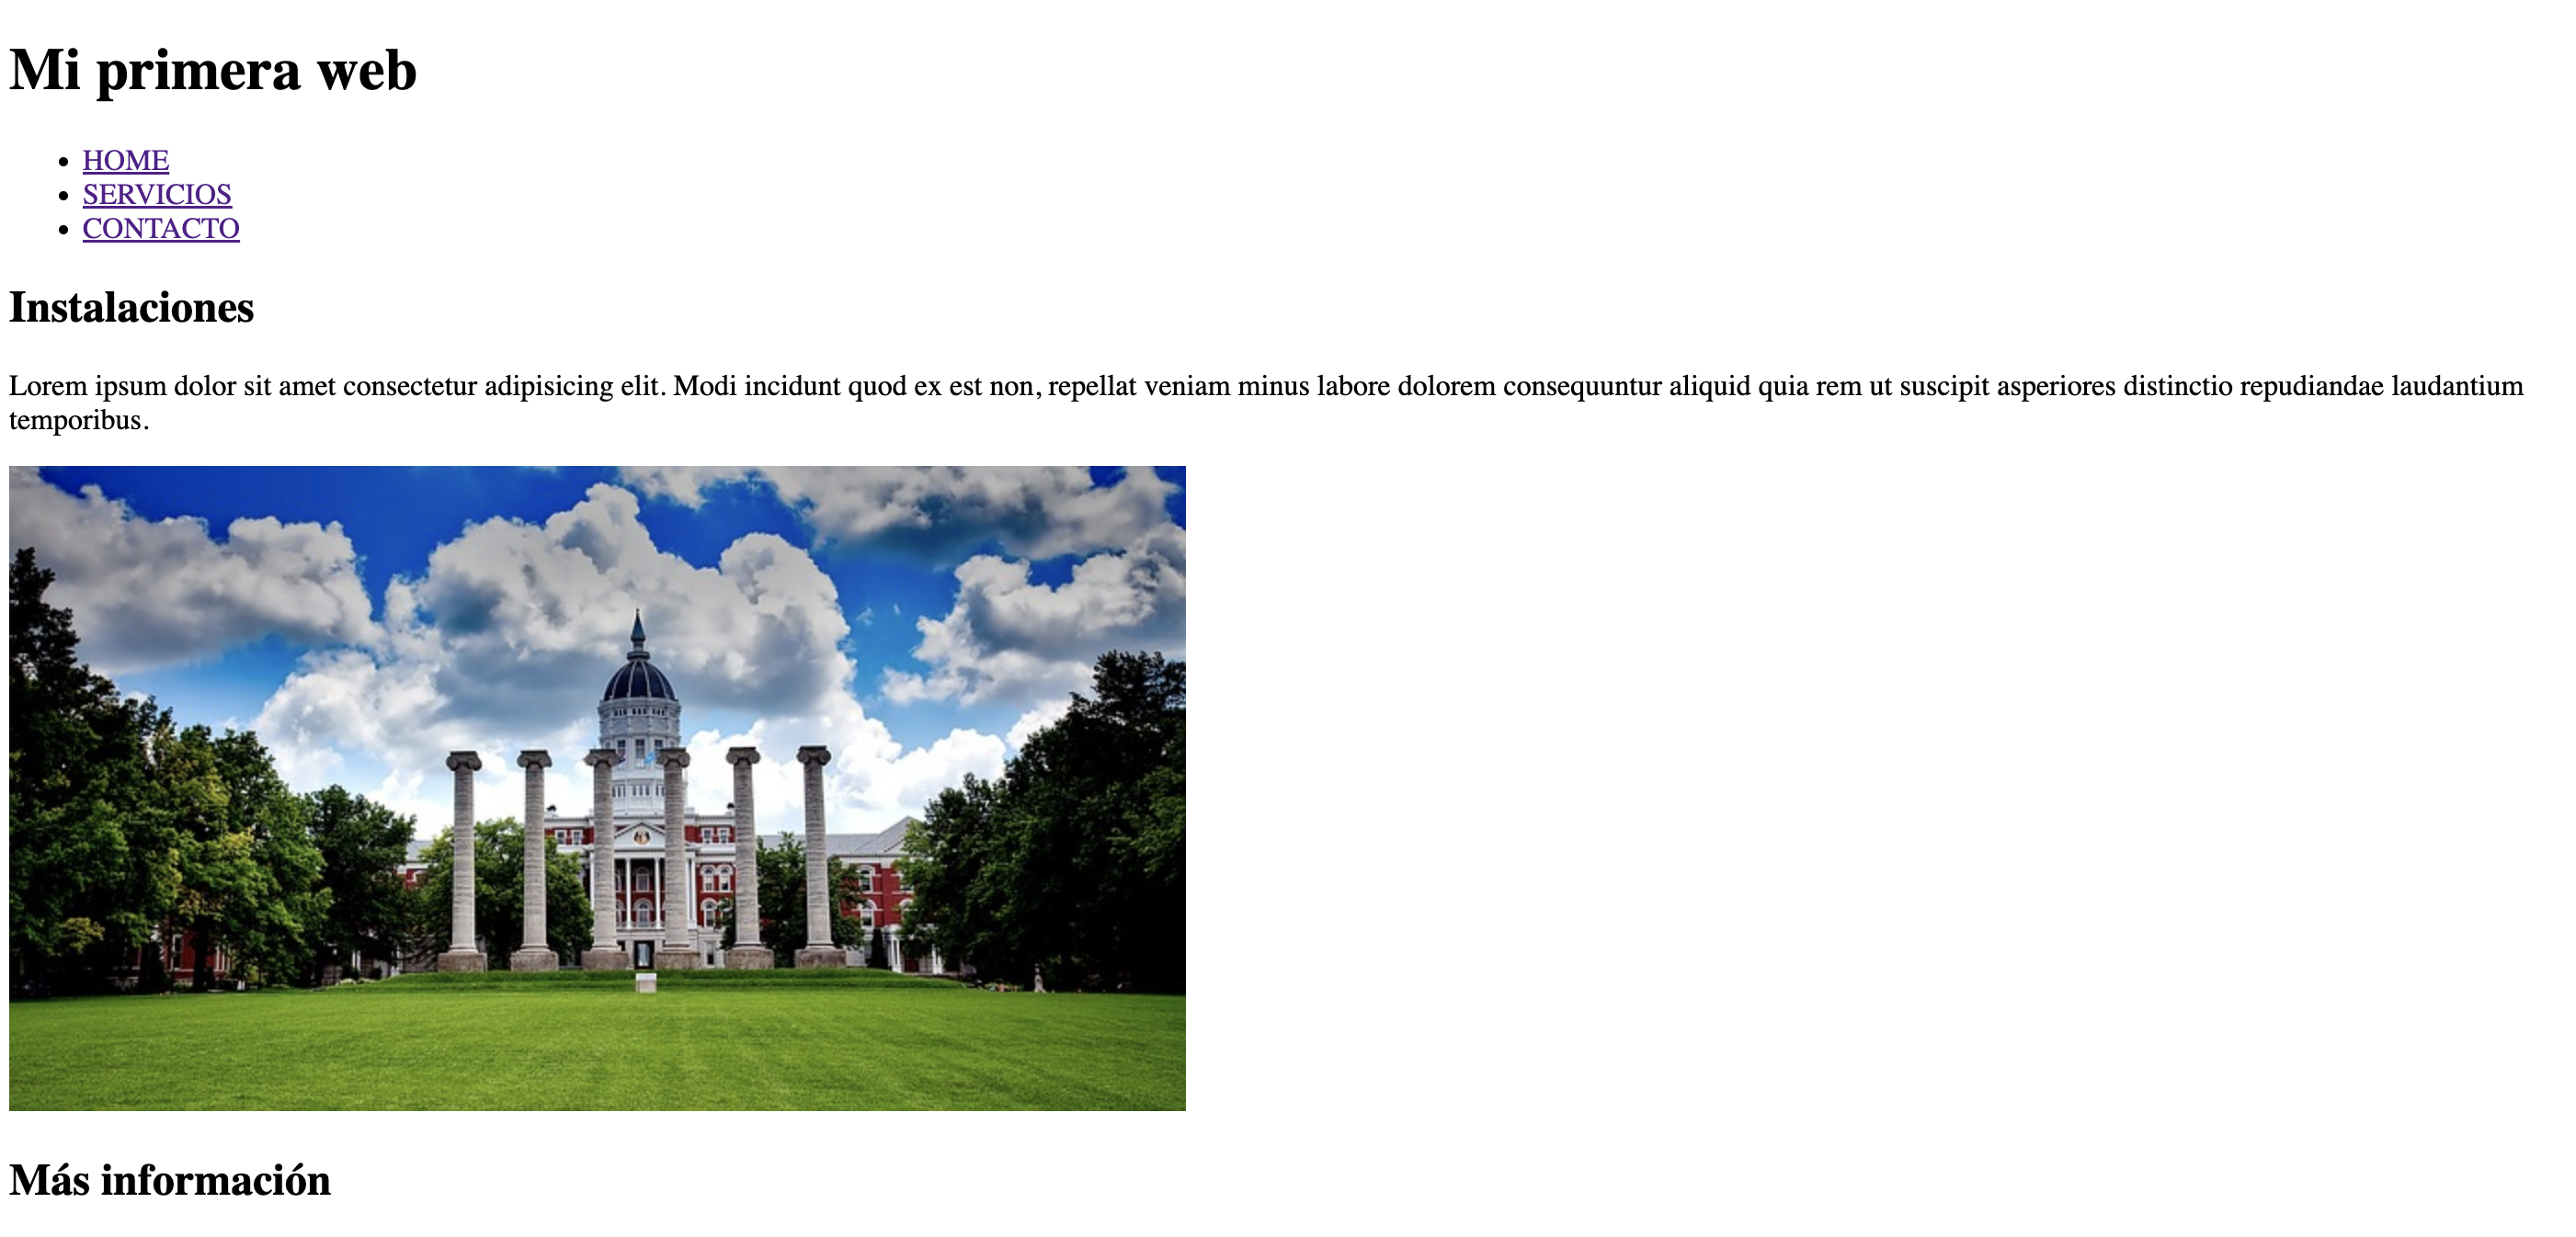 Mi primera web
HOME
SERVICIOS
CONTACTO
Instalaciones
Lorem ipsum dolor sit amet consectetur adipisicing elit. Modi incidunt quod ex est non, repellat veniam minus labore dolorem consequuntur aliquid quia rem ut suscipit asperiores distinctio repudiandae laudantium
temporibus.
Más información